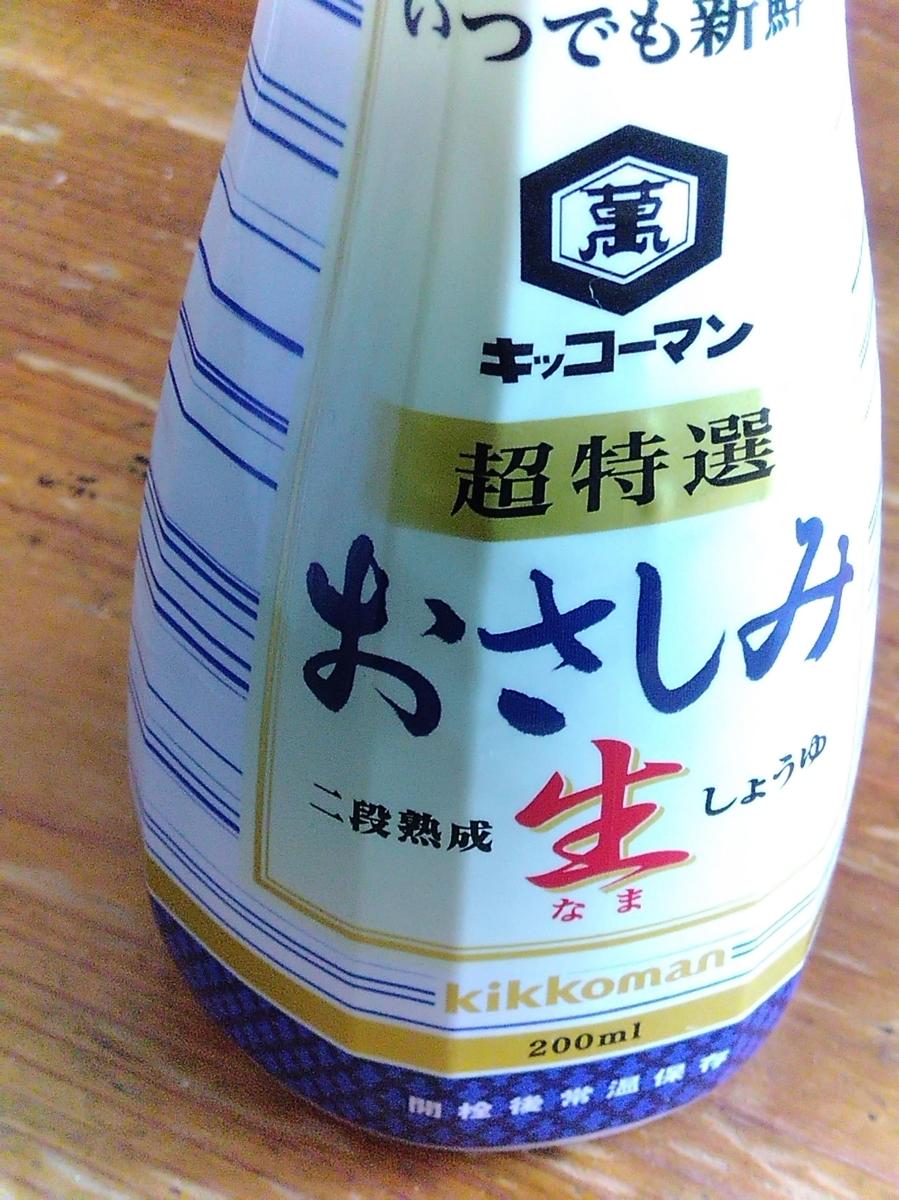 いつでも新鮮
萬
キッコーマン
超特選
おさしみ
二段熟成 生 しょうゆ
なま
kikkoman
200ml
開栓後常温保存